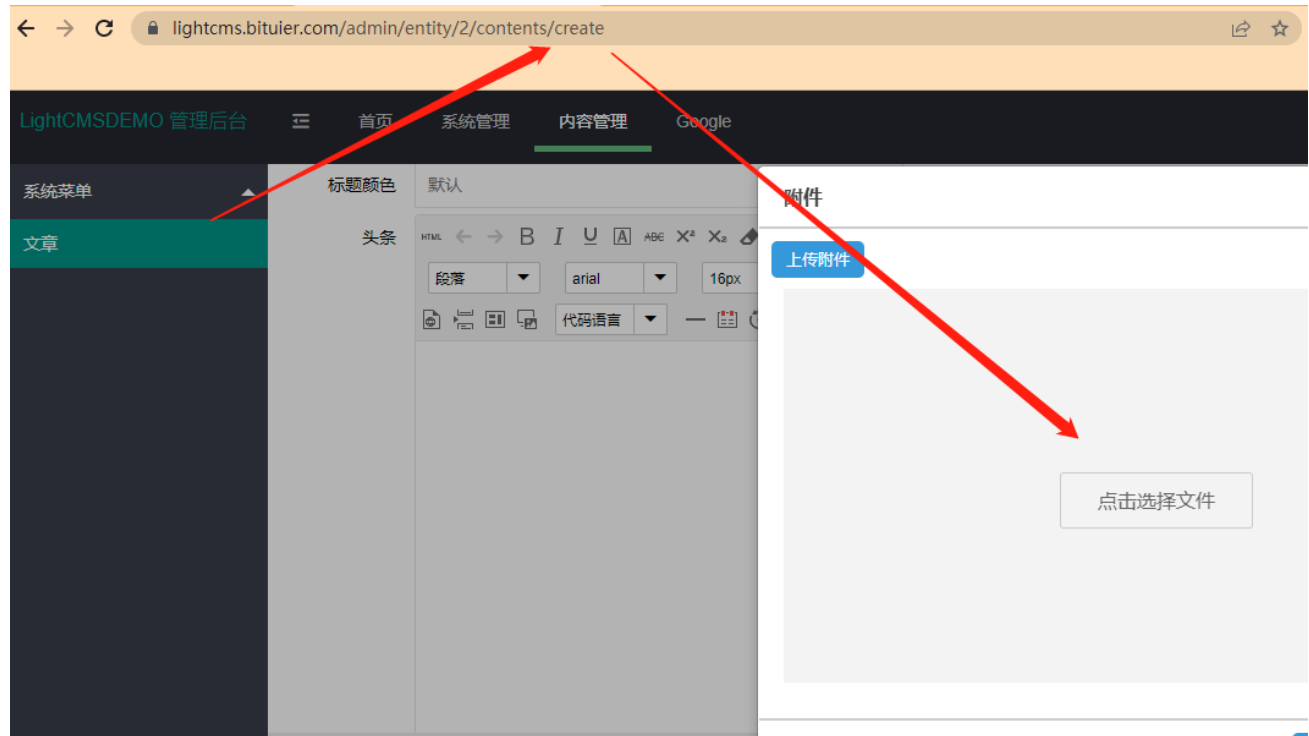 lightcms.bituier.com/admin/entity/2/contents/create
LightCMSDEMO 管理后台
首页
系统管理
内容管理
Google
系统菜单
文章
标题颜色
默认
头条
HTML
B I U A ABC X² X₂
段落
arial
16px
代码语言
附件
上传附件
点击选择文件